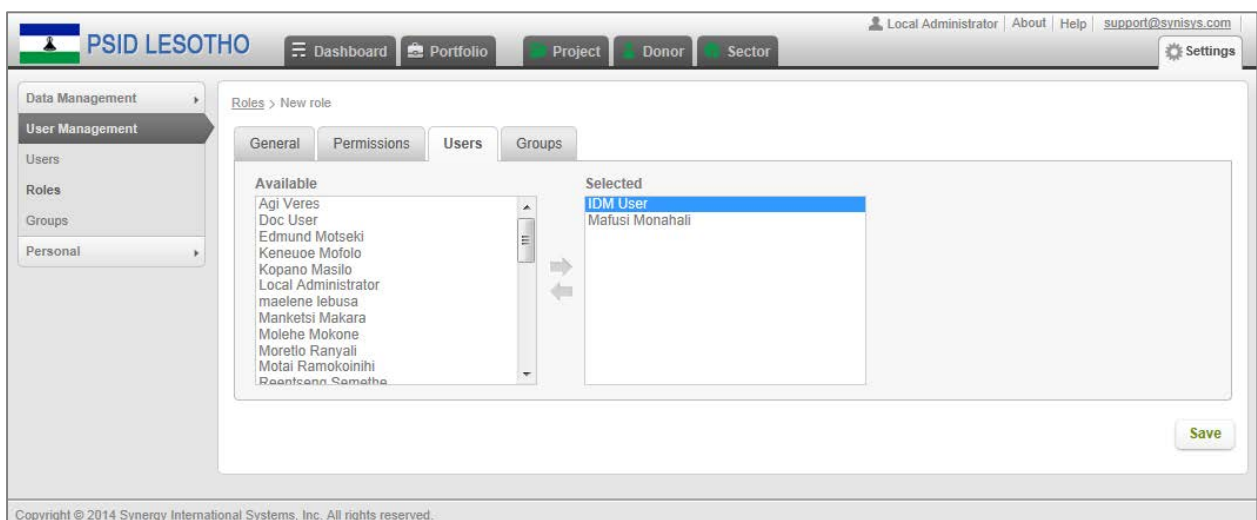 Local Administrator | About | Help | support@synisys.com
PSID LESOTHO
Dashboard Portfolio Project Donor Sector Settings
Data Management
User Management
Users
Roles
Groups
Personal
Roles > New role
General Permissions Users Groups
Available
Agi Veres
Doc User
Edmund Motseki
Keneuoe Mofolo
Kopano Masilo
Local Administrator
maelene lebusa
Manketsi Makara
Molehe Mokone
Moretlo Ranyali
Motai Ramokoinihi
Reentseng Semethe
Selected
IDM User
Mafusi Monahali
Save
Copyright © 2014 Synergy International Systems, Inc. All rights reserved.